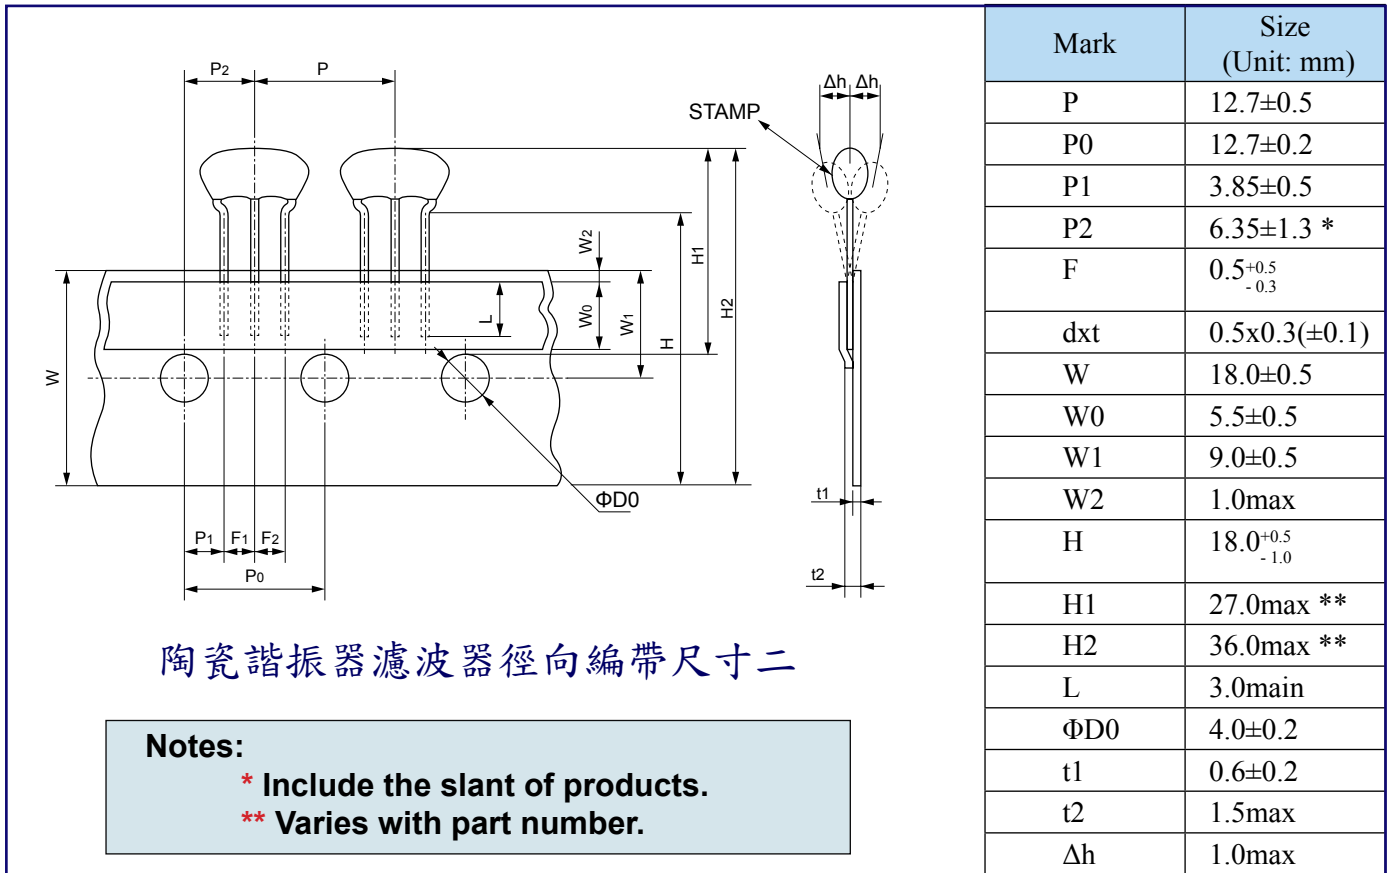 P2 P
Δh Δh
STAMP
W2
H1
H2
L
W0
W1
H
W
ΦD0
t1
P1 F1 F2
P0
t2
陶瓷諧振器濾波器徑向編帶尺寸二
Notes:
* Include the slant of products.
** Varies with part number.
Mark Size (Unit: mm)
P 12.7±0.5
P0 12.7±0.2
P1 3.85±0.5
P2 6.35±1.3 *
F 0.5+0.5 - 0.3
dxt 0.5x0.3(±0.1)
W 18.0±0.5
W0 5.5±0.5
W1 9.0±0.5
W2 1.0max
H 18.0+0.5 - 1.0
H1 27.0max **
H2 36.0max **
L 3.0main
ΦD0 4.0±0.2
t1 0.6±0.2
t2 1.5max
Δh 1.0max